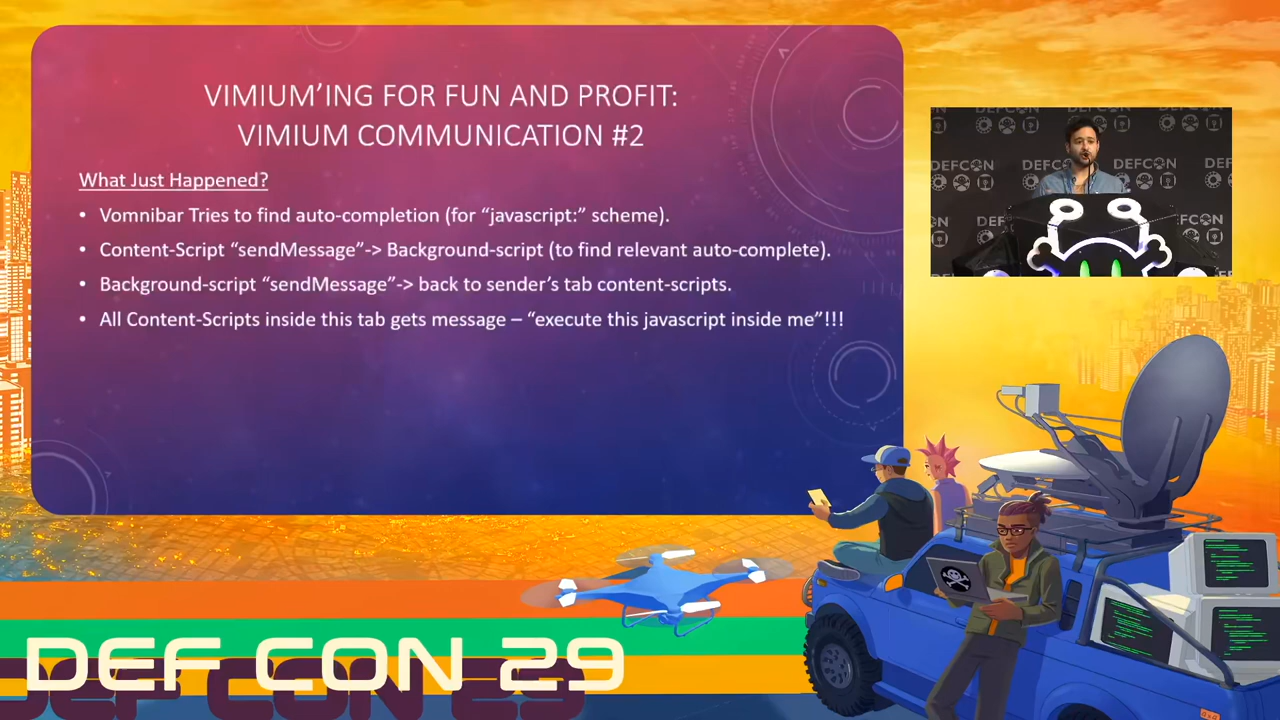 VIMIUM'ING FOR FUN AND PROFIT:
VIMIUM COMMUNICATION #2
What Just Happened?
• Vomnibar Tries to find auto-completion (for “javascript:” scheme).
• Content-Script “sendMessage”-> Background-script (to find relevant auto-complete).
• Background-script “sendMessage”-> back to sender’s tab content-scripts.
• All Content-Scripts inside this tab gets message – “execute this javascript inside me”!!!
DEFCON
DEFCON
DEFCON
DEF CON 29